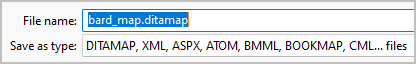 File name: bard_map.ditamap
Save as type: DITAMAP, XML, ASPX, ATOM, BMML, BOOKMAP, CML... files